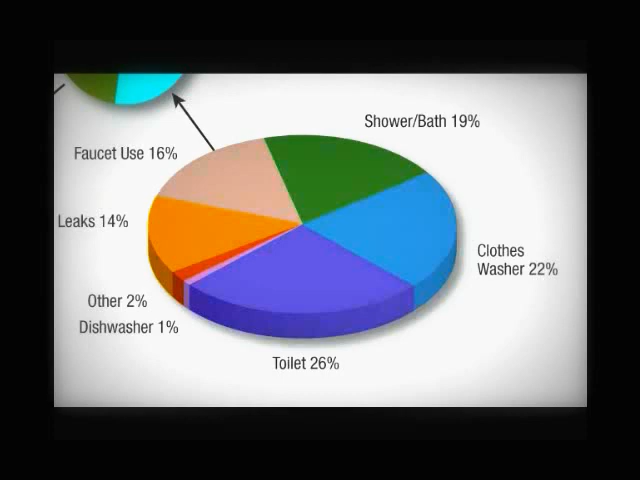 Shower/Bath 19%
Faucet Use 16%
Leaks 14%
Clothes
Washer 22%
Other 2%
Dishwasher 1%
Toilet 26%